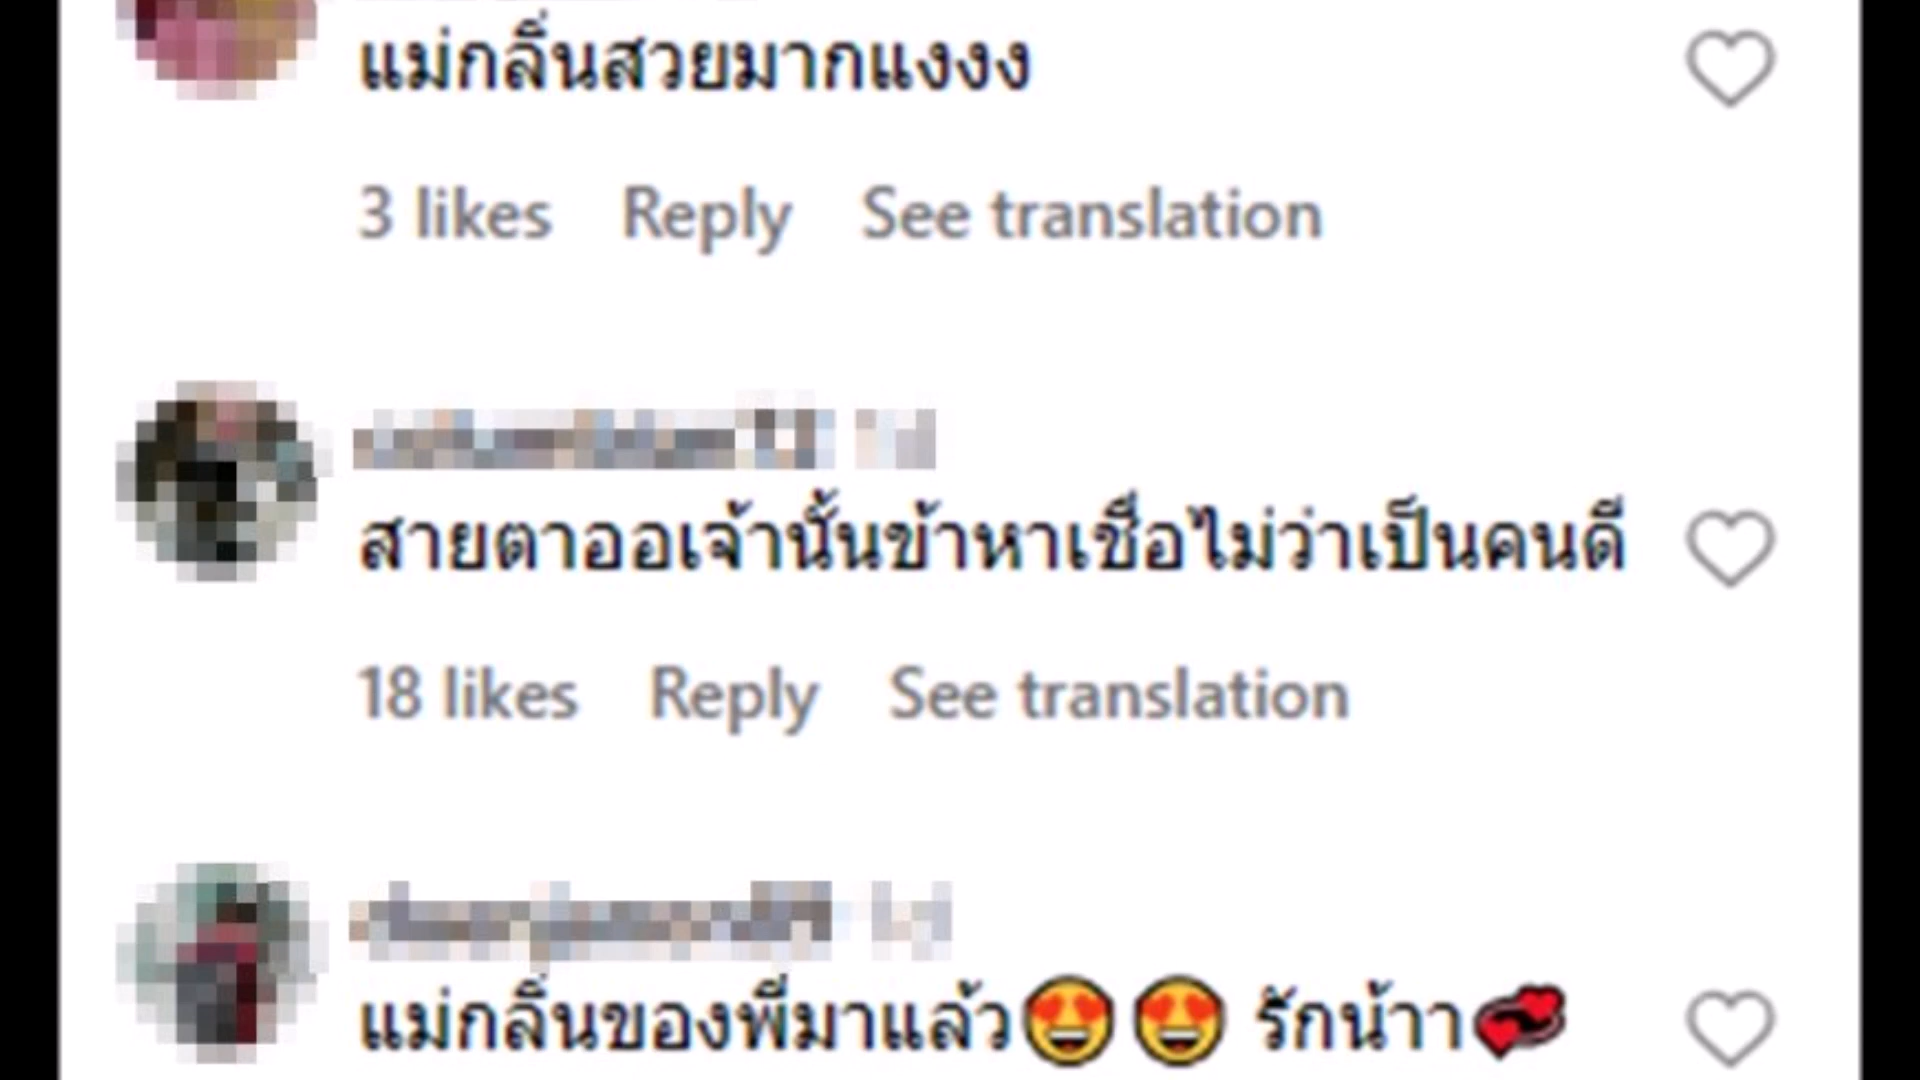 แม่กลิ่นสวยมากแงงง
3 likes Reply See translation
สายตาออเจ้านั้นข้าหาเชื่อไม่ว่าเป็นคนดี
18 likes Reply See translation
แม่กลิ่นของพี่มาแล้ว😍😍 รักน้าา💞